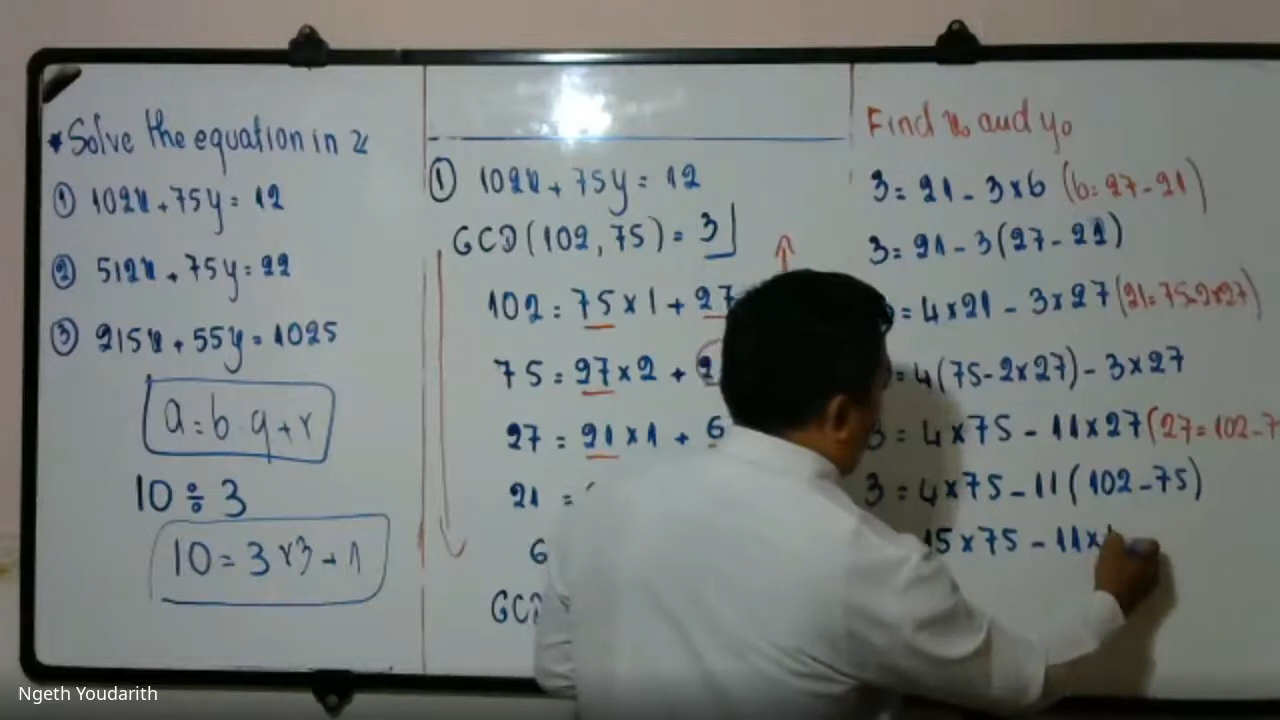 *Solve the equation in ℤ
① 102x + 75y = 12
② 512x + 75y = 22
③ 215x + 55y = 1025
a = b·q + r
10 ÷ 3
10 = 3 × 3 + 1
① 102x + 75y = 12
GCD(102, 75) = 3
102 = 75 × 1 + 27
75 = 27 × 2 + 2
27 = 21 × 1 + 6
21 =
6
GCD
Find x₀ and y₀
3 = 21 - 3×6 (6 = 27 - 21)
3 = 21 - 3(27 - 21)
= 4×21 - 3×27 (21 = 75-2×27)
= 4(75-2×27) - 3×27
3 = 4×75 - 11×27 (27 = 102-7
3 = 4×75 - 11(102-75)
15×75 - 11×
Ngeth Youdarith